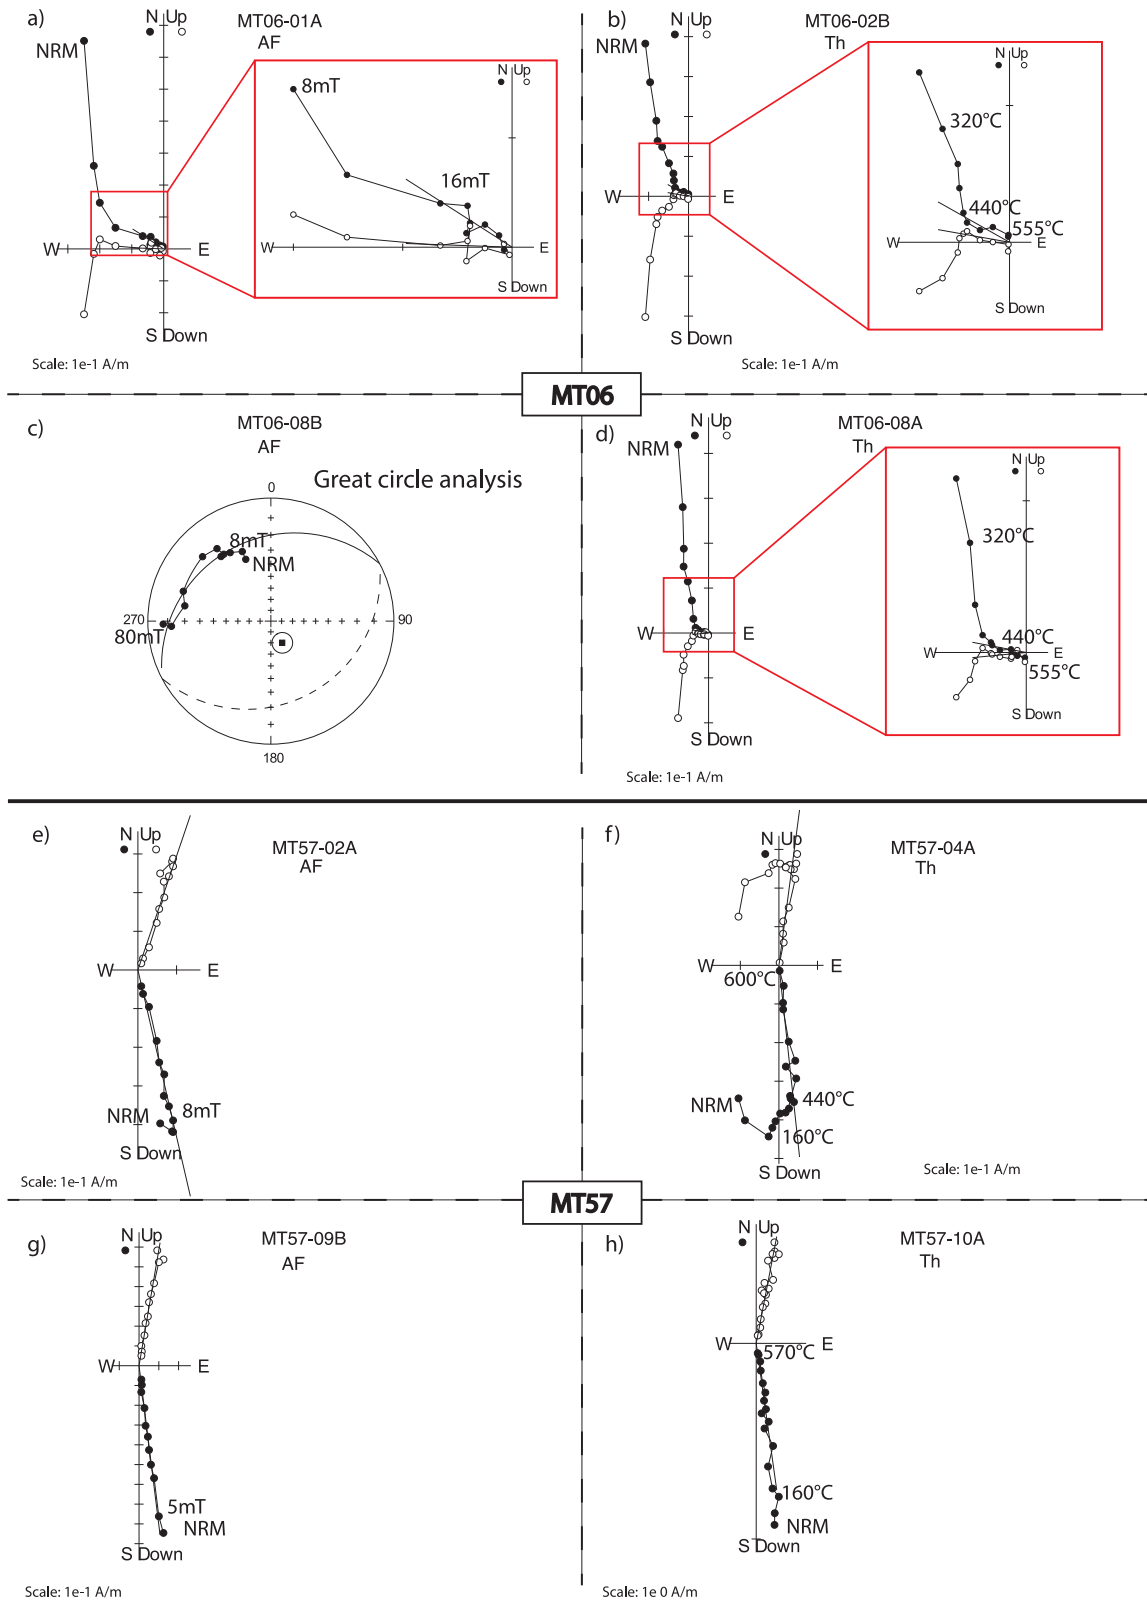 a)
MT06-01A
AF
N Up
NRM
W
E
S Down
8mT
16mT
N Up
W
E
S Down
Scale: 1e-1 A/m
b)
MT06-02B
Th
N Up
NRM
W
E
S Down
N Up
320°C
440°C
555°C
W
E
S Down
Scale: 1e-1 A/m
MT06
c)
MT06-08B
AF
Great circle analysis
0
8mT
NRM
270
90
80mT
180
d)
MT06-08A
Th
N Up
NRM
W
E
S Down
N Up
320°C
440°C
W
E
555°C
S Down
Scale: 1e-1 A/m
e)
MT57-02A
AF
N Up
W
E
NRM
8mT
S Down
Scale: 1e-1 A/m
f)
MT57-04A
Th
N Up
W
E
600°C
NRM
440°C
160°C
S Down
Scale: 1e-1 A/m
MT57
g)
MT57-09B
AF
N Up
W
E
5mT
NRM
S Down
Scale: 1e-1 A/m
h)
MT57-10A
Th
N Up
W
E
570°C
160°C
NRM
S Down
Scale: 1e 0 A/m